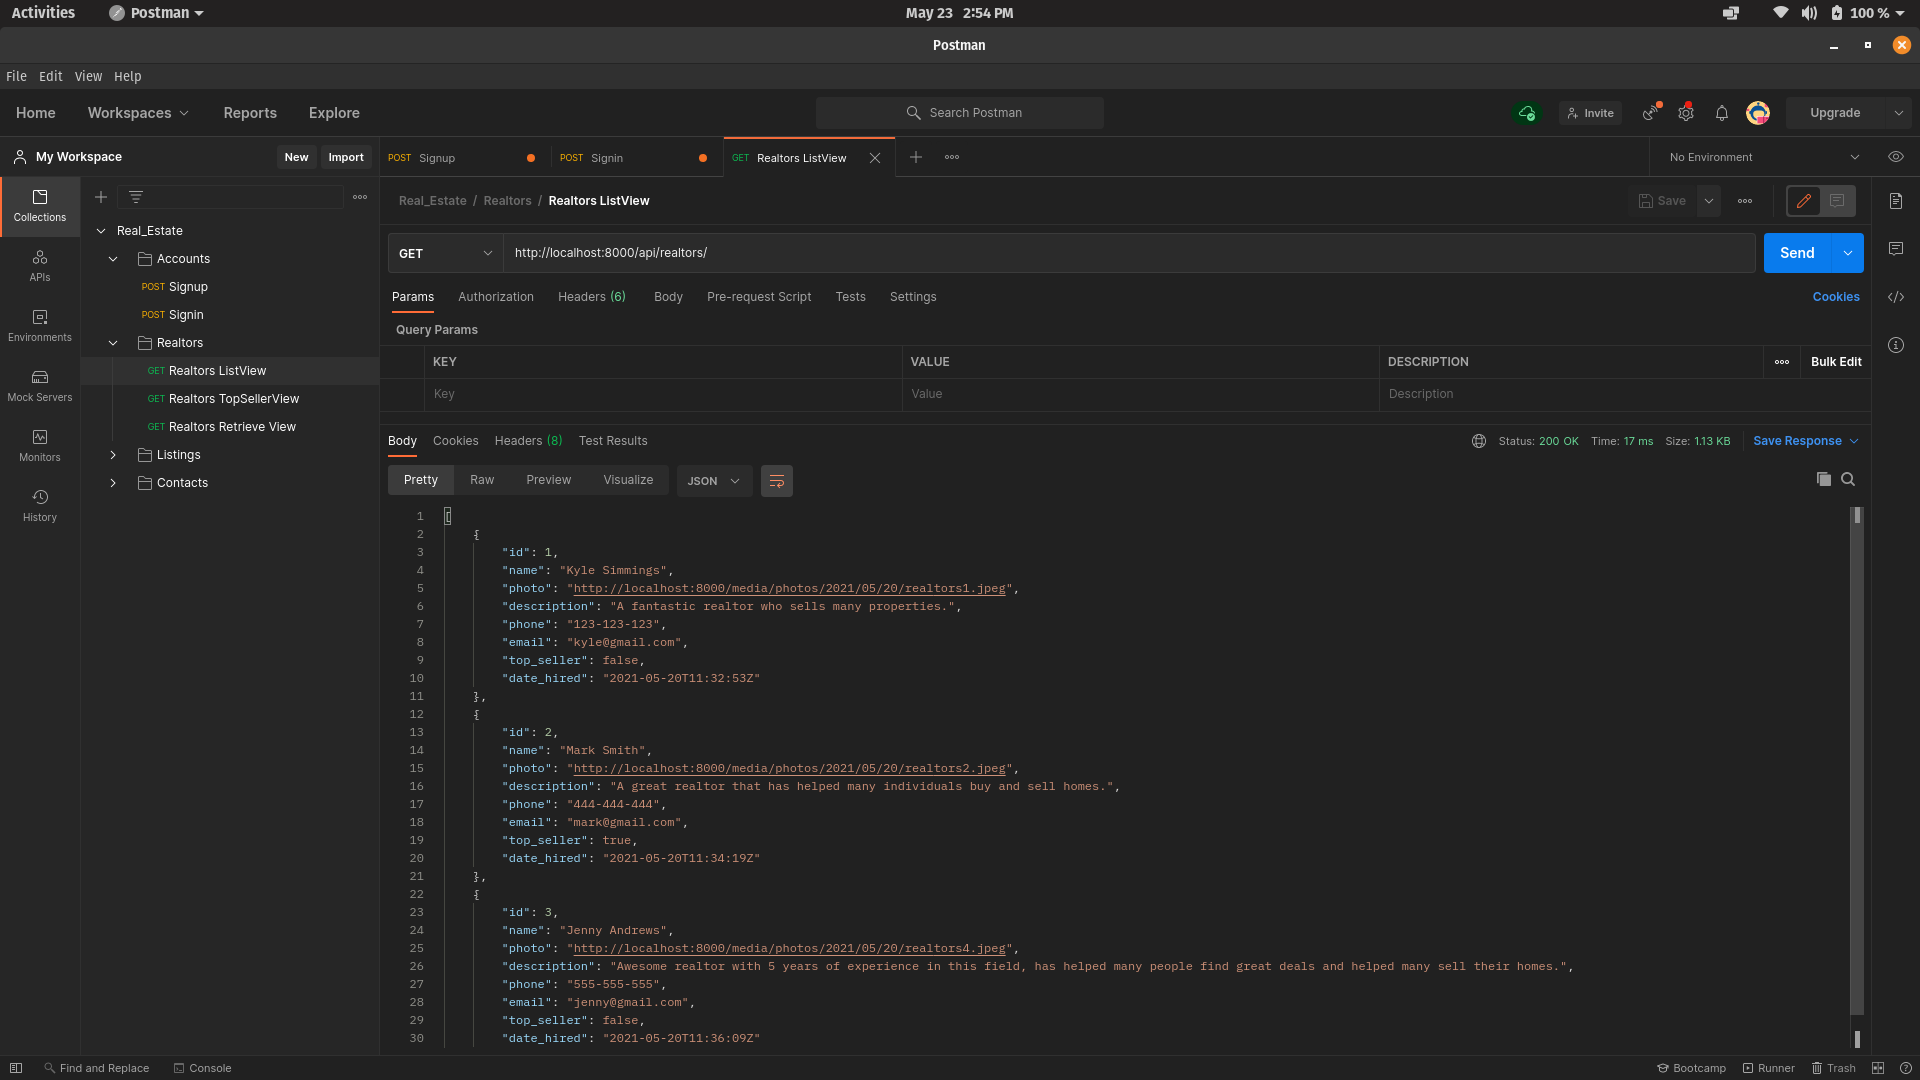 Activities Postman May 23 2:54 PM 100 %
Postman
File Edit View Help
Home Workspaces Reports Explore Search Postman Invite Upgrade
My Workspace New Import POST Signup POST Signin GET Realtors ListView No Environment
Real_Estate / Realtors / Realtors ListView Save
Collections
APIs
Environments
Mock Servers
Monitors
History
Real_Estate
Accounts
POST Signup
POST Signin
Realtors
GET Realtors ListView
GET Realtors TopSellerView
GET Realtors Retrieve View
Listings
Contacts
GET http://localhost:8000/api/realtors/ Send
Params Authorization Headers (6) Body Pre-request Script Tests Settings Cookies
Query Params
KEY VALUE DESCRIPTION Bulk Edit
Key Value Description
Body Cookies Headers (8) Test Results Status: 200 OK Time: 17 ms Size: 1.13 KB Save Response
Pretty Raw Preview Visualize JSON
1 [
2 {
3 "id": 1,
4 "name": "Kyle Simmings",
5 "photo": "http://localhost:8000/media/photos/2021/05/20/realtors1.jpeg",
6 "description": "A fantastic realtor who sells many properties.",
7 "phone": "123-123-123",
8 "email": "kyle@gmail.com",
9 "top_seller": false,
10 "date_hired": "2021-05-20T11:32:53Z"
11 },
12 {
13 "id": 2,
14 "name": "Mark Smith",
15 "photo": "http://localhost:8000/media/photos/2021/05/20/realtors2.jpeg",
16 "description": "A great realtor that has helped many individuals buy and sell homes.",
17 "phone": "444-444-444",
18 "email": "mark@gmail.com",
19 "top_seller": true,
20 "date_hired": "2021-05-20T11:34:19Z"
21 },
22 {
23 "id": 3,
24 "name": "Jenny Andrews",
25 "photo": "http://localhost:8000/media/photos/2021/05/20/realtors4.jpeg",
26 "description": "Awesome realtor with 5 years of experience in this field, has helped many people find great deals and helped many sell their homes.",
27 "phone": "555-555-555",
28 "email": "jenny@gmail.com",
29 "top_seller": false,
30 "date_hired": "2021-05-20T11:36:09Z"
Find and Replace Console Bootcamp Runner Trash